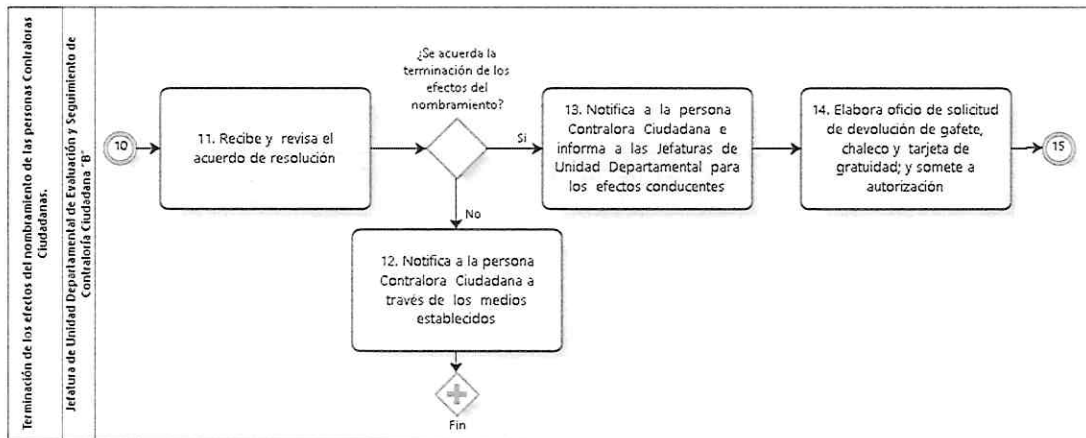 Terminación de los efectos del nombramiento de las personas Contraloras
Ciudadanas.
Jefatura de Unidad Departamental de Evaluación y Seguimiento de
Contraloría Ciudadana "B"
10
11. Recibe y revisa el
acuerdo de resolución
¿Se acuerda la
terminación de los
efectos del
nombramiento?
Si
13. Notifica a la persona
Contralora Ciudadana e
informa a las Jefaturas de
Unidad Departamental para
los efectos conducentes
14. Elabora oficio de solicitud
de devolución de gafete,
chaleco y tarjeta de
gratuidad; y somete a
autorización
15
No
12. Notifica a la persona
Contralora Ciudadana a
través de los medios
establecidos
Fin